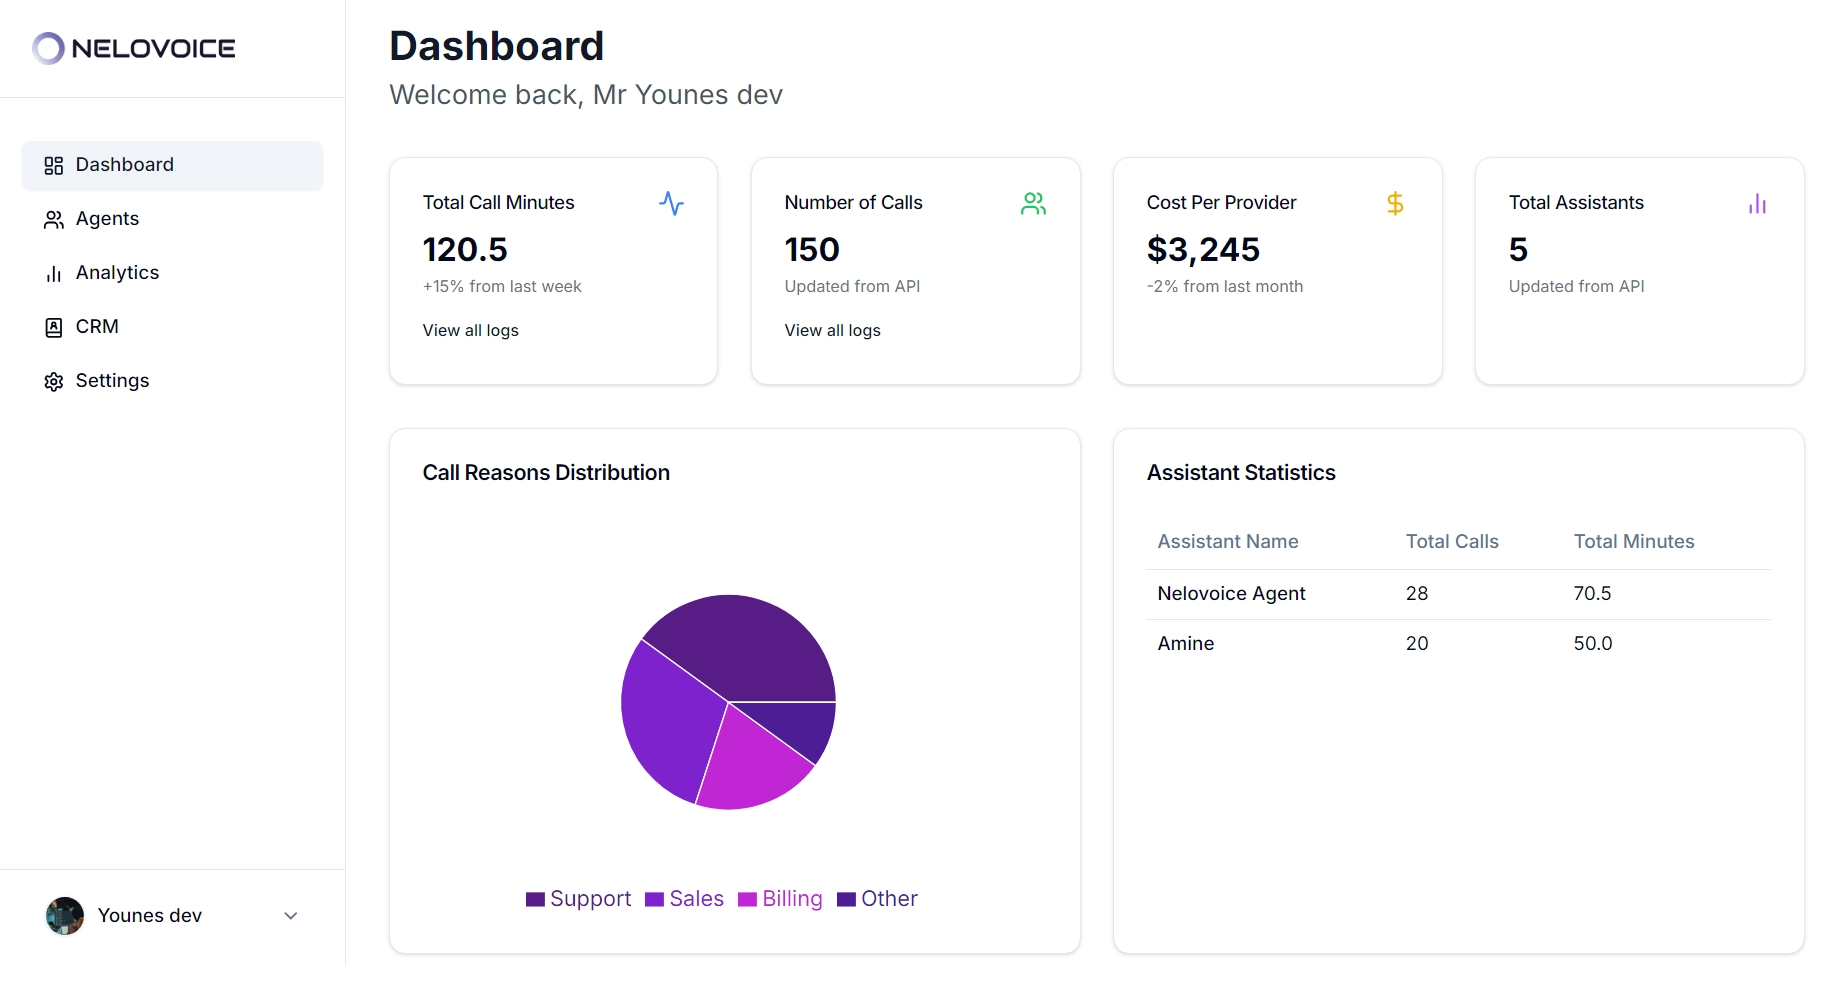 NELOVOICE
Dashboard
Agents
Analytics
CRM
Settings
Younes dev
Dashboard
Welcome back, Mr Younes dev
Total Call Minutes
120.5
+15% from last week
View all logs
Number of Calls
150
Updated from API
View all logs
Cost Per Provider
$3,245
-2% from last month
Total Assistants
5
Updated from API
Call Reasons Distribution
Support Sales Billing Other
Assistant Statistics
Assistant Name Total Calls Total Minutes
Nelovoice Agent 28 70.5
Amine 20 50.0